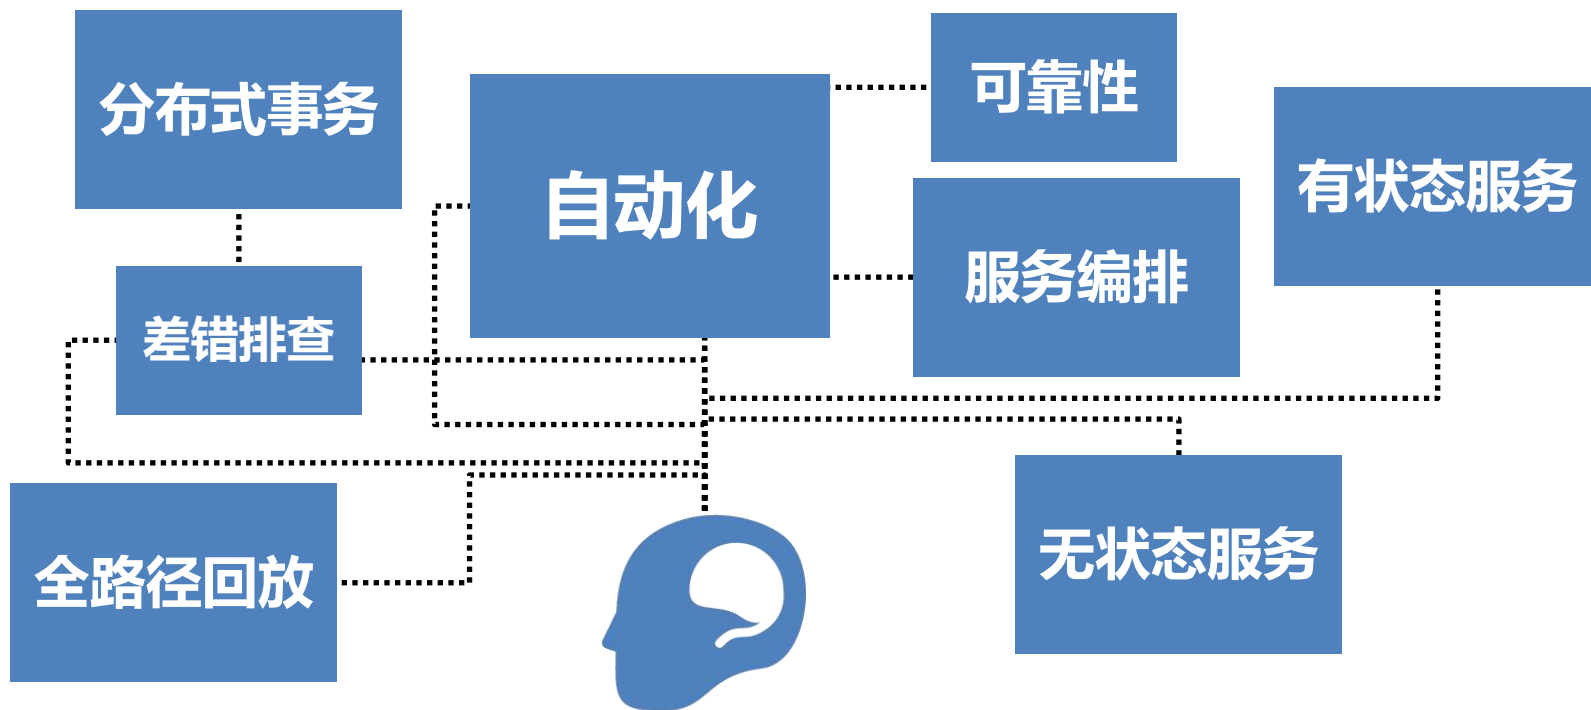 分布式事务
自动化
可靠性
有状态服务
服务编排
差错排查
全路径回放
无状态服务